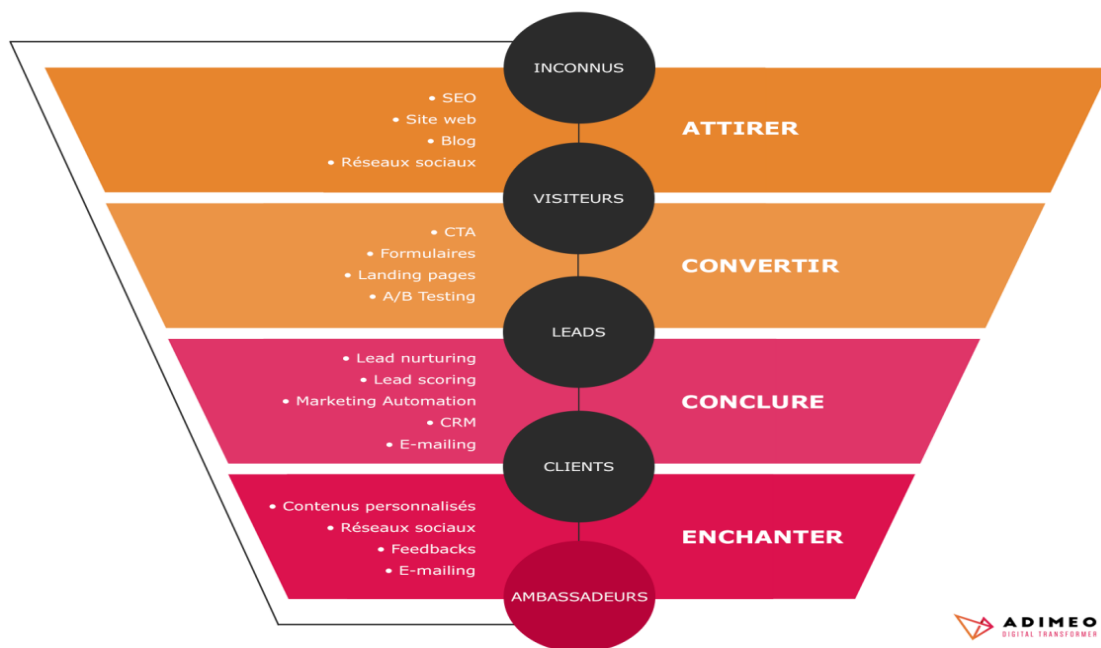 INCONNUS
• SEO
• Site web
• Blog
• Réseaux sociaux
ATTIRER
VISITEURS
• CTA
• Formulaires
• Landing pages
• A/B Testing
CONVERTIR
LEADS
• Lead nurturing
• Lead scoring
• Marketing Automation
• CRM
• E-mailing
CONCLURE
CLIENTS
• Contenus personnalisés
• Réseaux sociaux
• Feedbacks
• E-mailing
ENCHANTER
AMBASSADEURS
ADIMEO
DIGITAL TRANSFORMER